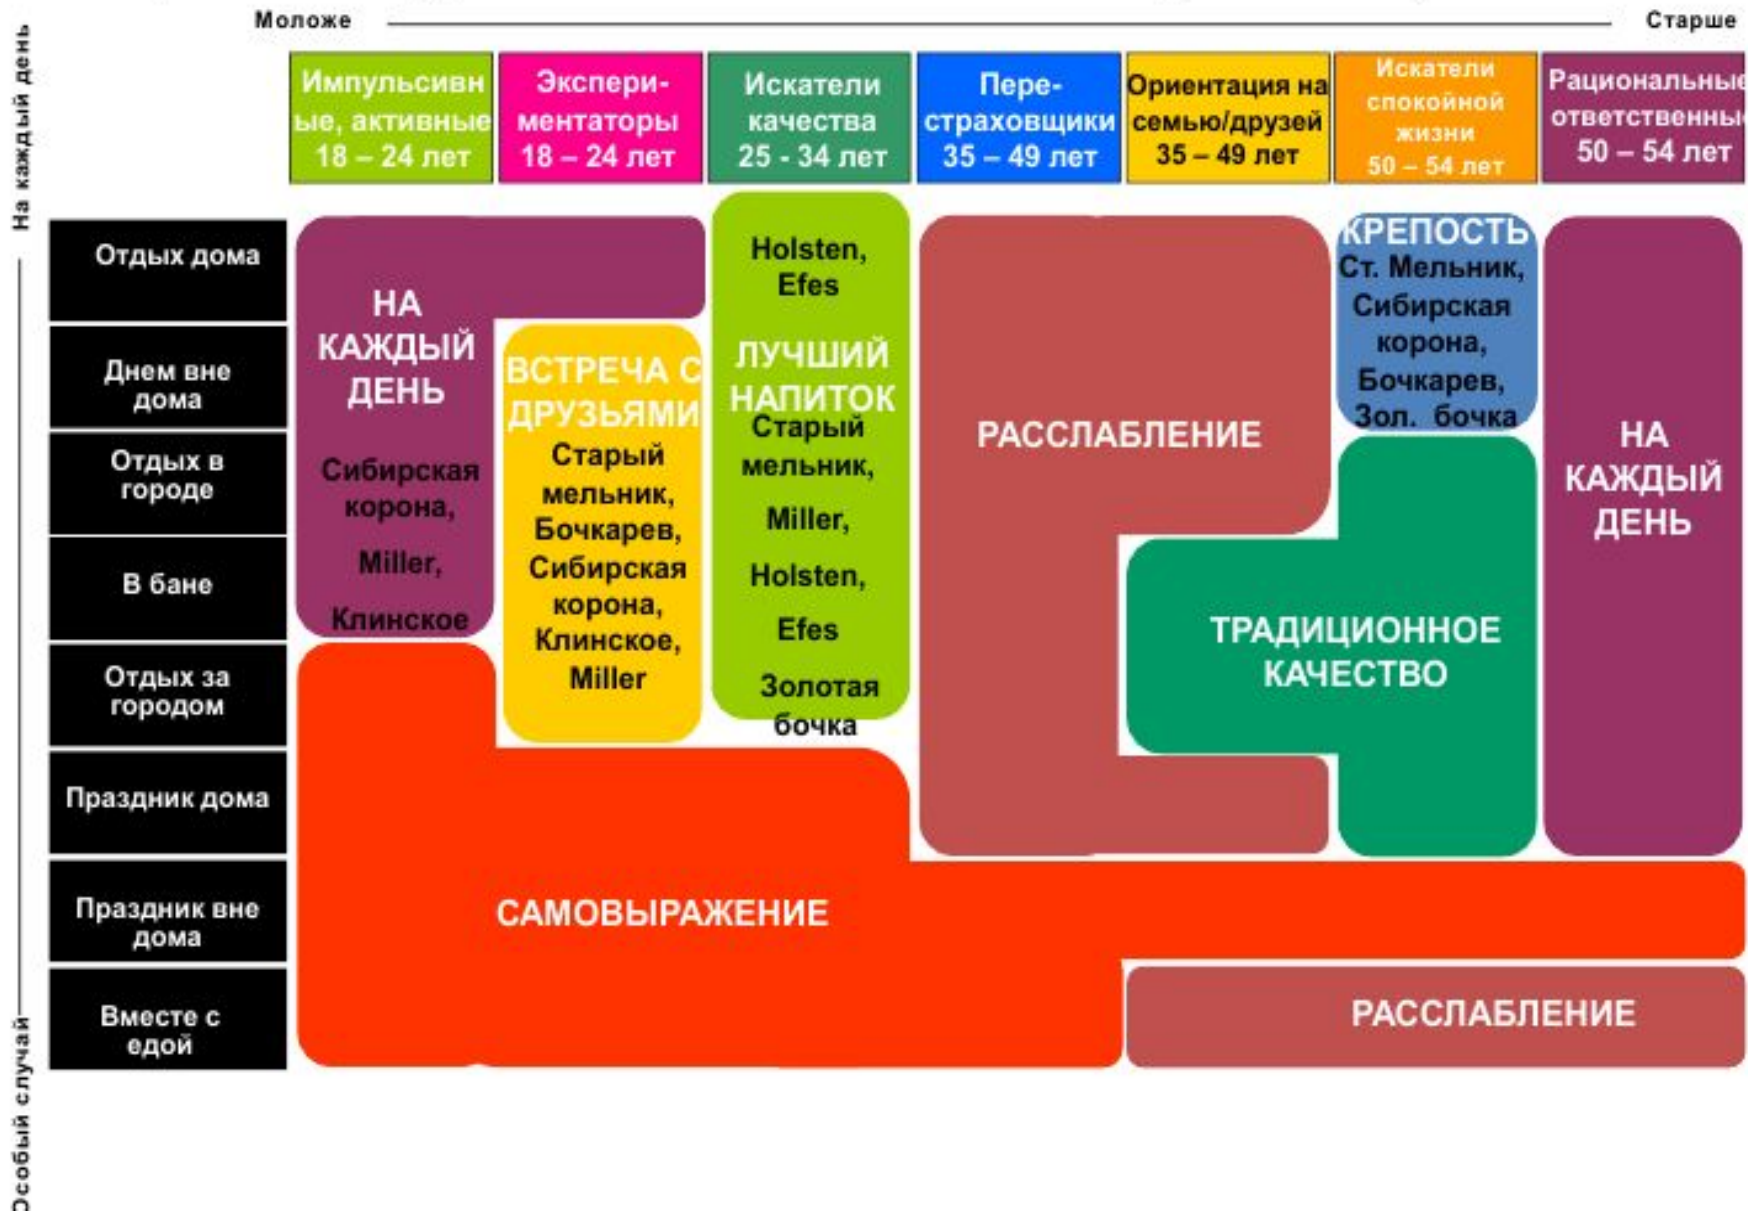 Моложе
Старше
На каждый день
Особый случай
Импульсивн
ые, активные
18 – 24 лет
Экспери-
ментаторы
18 – 24 лет
Искатели
качества
25 - 34 лет
Пере-
страховщики
35 – 49 лет
Ориентация на
семью/друзей
35 – 49 лет
Искатели
спокойной
жизни
50 – 54 лет
Рациональные
ответственны
50 – 54 лет
Отдых дома
Днем вне
дома
Отдых в
городе
В бане
Отдых за
городом
Праздник дома
Праздник вне
дома
Вместе с
едой
НА
КАЖДЫЙ
ДЕНЬ
Сибирская
корона,
Miller,
Клинское
ВСТРЕЧА С
ДРУЗЬЯМИ
Старый
мельник,
Бочкарев,
Сибирская
корона,
Клинское,
Miller
Holsten,
Efes
ЛУЧШИЙ
НАПИТОК
Старый
мельник,
Miller,
Holsten,
Efes
Золотая
бочка
РАССЛАБЛЕНИЕ
КРЕПОСТЬ
Ст. Мельник,
Сибирская
корона,
Бочкарев,
Зол. бочка
ТРАДИЦИОННОЕ
КАЧЕСТВО
НА
КАЖДЫЙ
ДЕНЬ
САМОВЫРАЖЕНИЕ
РАССЛАБЛЕНИЕ